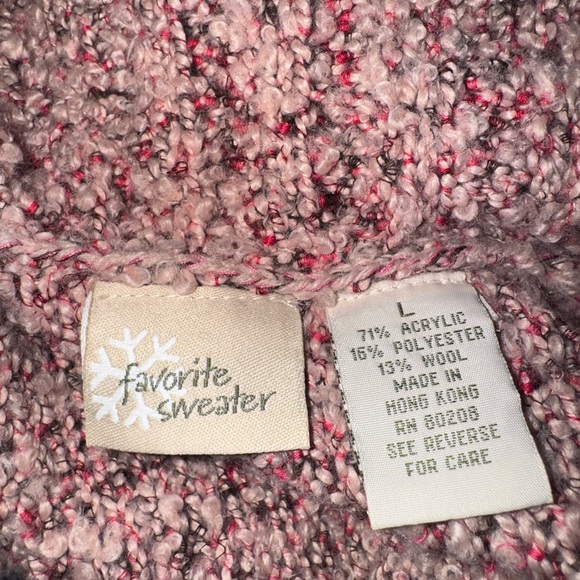 favorite
sweater
L
71% ACRYLIC
16% POLYESTER
13% WOOL
MADE IN
HONG KONG
RN 80208
SEE REVERSE
FOR CARE